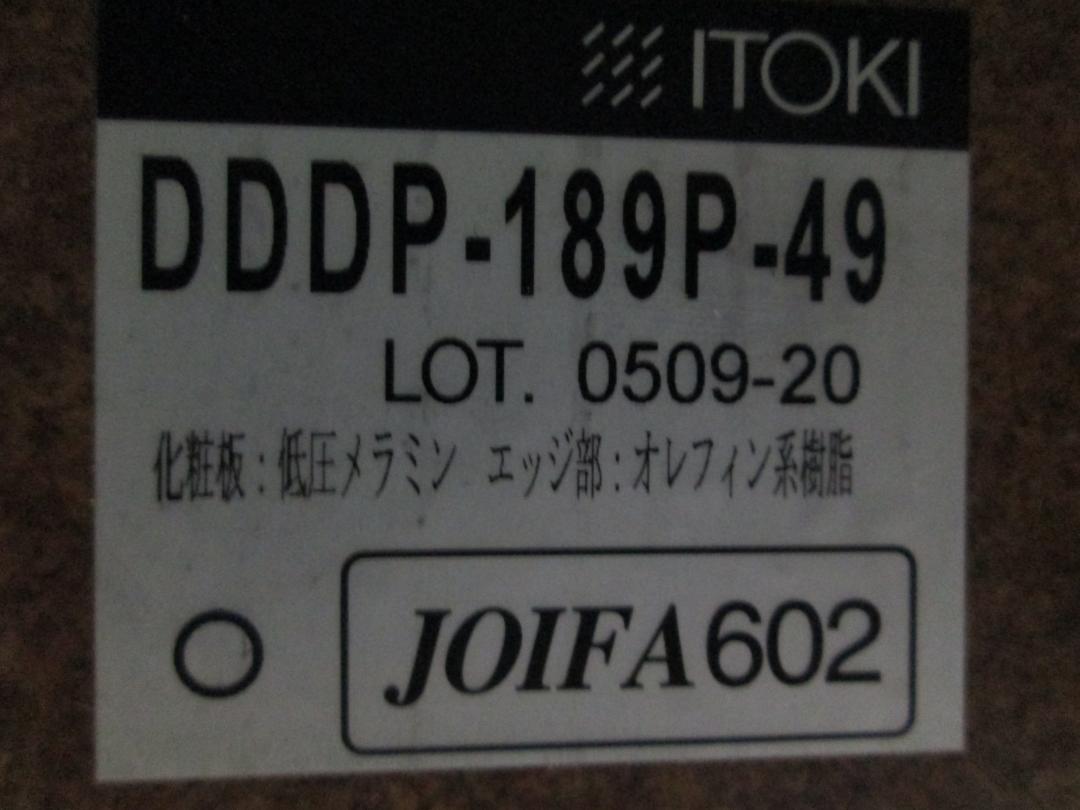 ITOKI
DDDP-189P-49
LOT. 0509-20
化粧板：低圧メラミン エッジ部：オレフィン系樹脂
○ JOIFA602